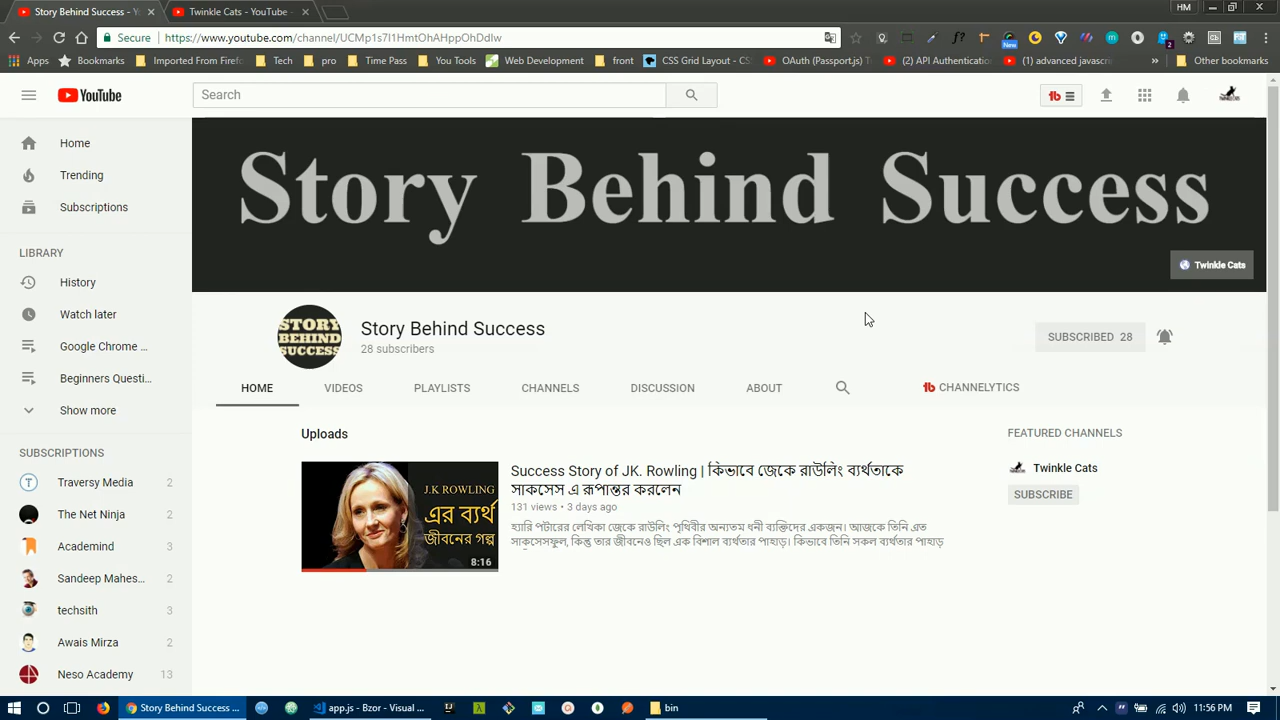 Story Behind Success - Y
Twinkle Cats - YouTube -
HM
Secure
https://www.youtube.com/channel/UCMp1s7I1HmtOhAHppOhDdIw
Apps
Bookmarks
Imported From Firef
Tech
pro
Time Pass
You Tools
Web Development
front
CSS Grid Layout - CS
OAuth (Passport.js) T
(2) API Authenticatio
(1) advanced javascri
»
Other bookmarks
New
2
YouTube
Search
Home
Trending
Subscriptions
LIBRARY
History
Watch later
Google Chrome ...
Beginners Questi...
Show more
SUBSCRIPTIONS
Traversy Media 2
The Net Ninja 2
Academind 3
Sandeep Mahes... 2
techsith 3
Awais Mirza 2
Neso Academy 13
Story Behind Success
Twinkle Cats
STORY
BEHIND
SUCCESS
Story Behind Success
28 subscribers
SUBSCRIBED 28
HOME
VIDEOS
PLAYLISTS
CHANNELS
DISCUSSION
ABOUT
CHANNELYTICS
Uploads
J.K ROWLING
এর ব্যর্থ
জীবনের গল্প
8:16
Success Story of JK. Rowling | কিভাবে জেকে রাউলিং ব্যর্থতাকে
সাকসেস এ রূপান্তর করলেন
131 views • 3 days ago
হ্যারি পটারের লেখিকা জেকে রাউলিং পৃথিবীর অন্যতম ধনী ব্যক্তিদের একজন। আজকে তিনি এত
সাকসেসফুল, কিন্তু তার জীবনেও ছিল এক বিশাল ব্যর্থতার পাহাড়। কিভাবে তিনি সকল ব্যর্থতার পাহাড়
FEATURED CHANNELS
Twinkle Cats
SUBSCRIBE
Story Behind Success ...
app.js - Bzor - Visual ...
bin
11:56 PM